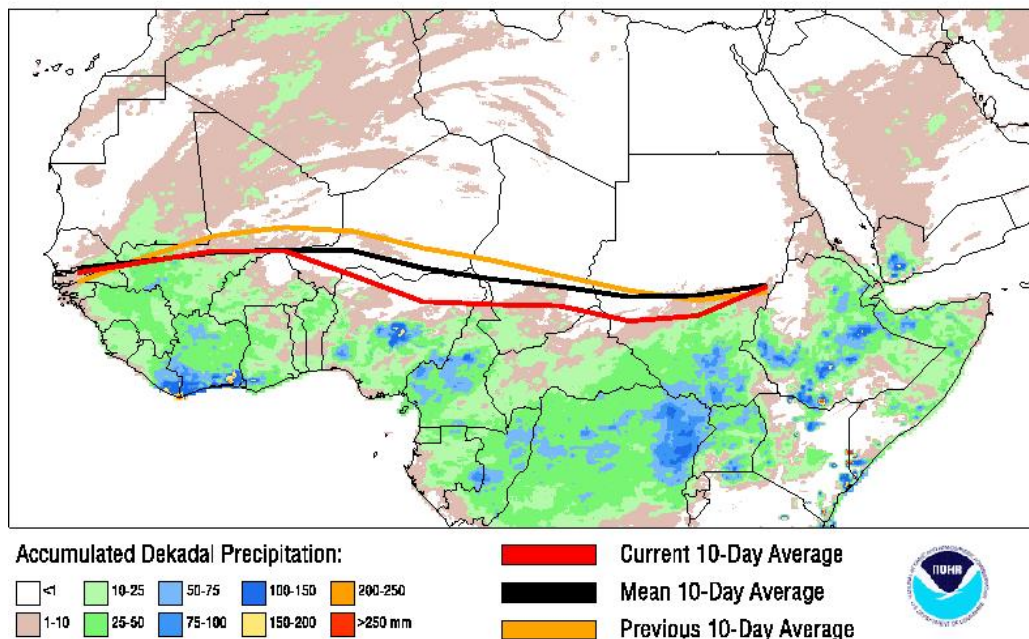 Accumulated Dekadal Precipitation:
<1
10-25
50-75
100-150
200-250
1-10
25-50
75-100
150-200
>250 mm
Current 10-Day Average
Mean 10-Day Average
Previous 10-Day Average